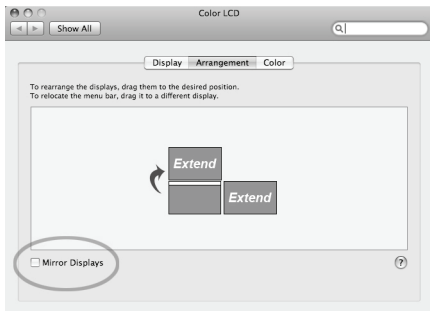 Color LCD
Show All
Display Arrangement Color
To rearrange the displays, drag them to the desired position.
To relocate the menu bar, drag it to a different display.
Extend
Extend
Mirror Displays
?